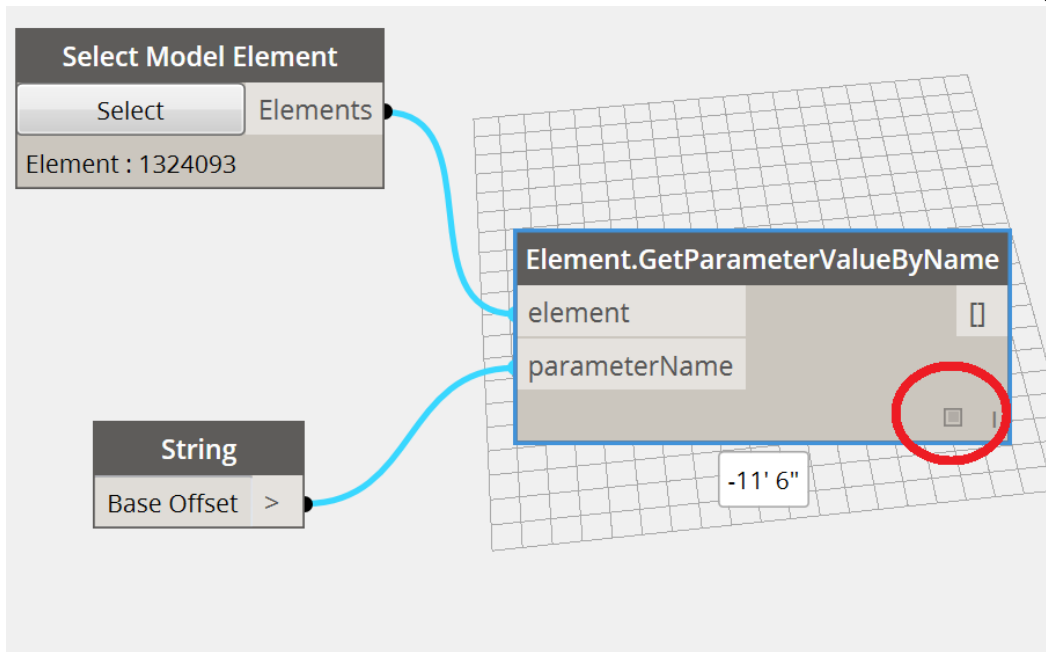 Select Model Element
Select
Elements
Element : 1324093
Element.GetParameterValueByName
element
[]
parameterName
I
-11' 6"
String
Base Offset
>